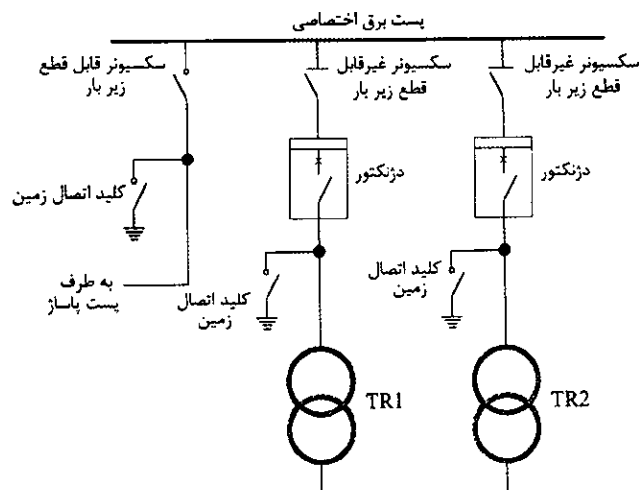 پست برق اختصاصی
سکسیونر غیرقابل
قطع زیر بار
سکسیونر غیرقابل
قطع زیر بار
سکسیونر قابل قطع
زیر بار
دژنکتور
دژنکتور
کلید اتصال زمین
کلید اتصال
زمین
کلید اتصال
زمین
به طرف
پست پاساژ
TR2
TR1